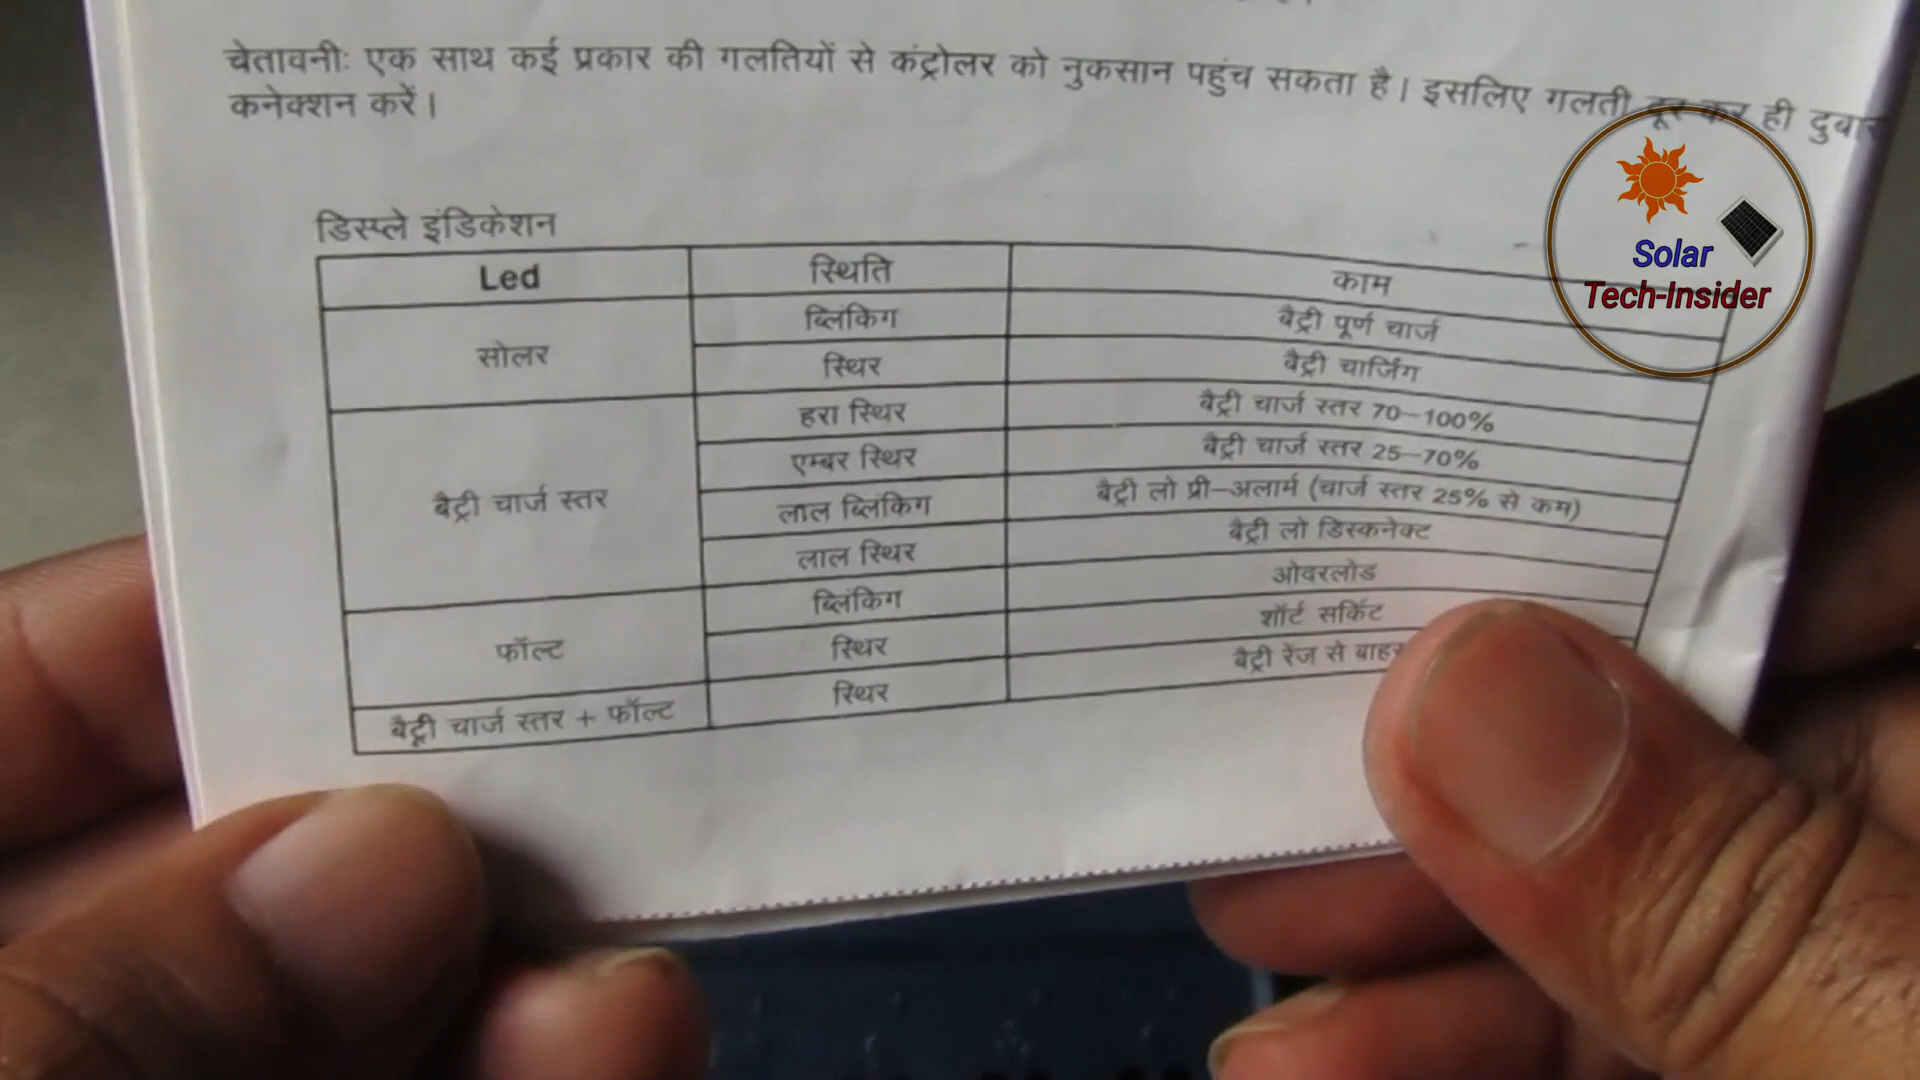 चेतावनीः एक साथ कई प्रकार की गलतियों से कंट्रोलर को नुकसान पहुंच सकता है। इसलिए गलती दूर कर ही दुबारा
कनेक्शन करें।
Solar
Tech-Insider
डिस्प्ले इंडिकेशन
Led स्थिति काम
सोलर ब्लिंकिग बैट्री पूर्ण चार्ज
स्थिर बैट्री चार्जिंग
बैट्री चार्ज स्तर हरा स्थिर बैट्री चार्ज स्तर 70–100%
एम्बर स्थिर बैट्री चार्ज स्तर 25–70%
लाल ब्लिंकिग बैट्री लो प्री–अलार्म (चार्ज स्तर 25% से कम)
लाल स्थिर बैट्री लो डिस्कनेक्ट
फॉल्ट ब्लिंकिग ओवरलोड
स्थिर शॉर्ट सर्किट
बैट्री चार्ज स्तर + फॉल्ट स्थिर बैट्री रेंज से बाहर